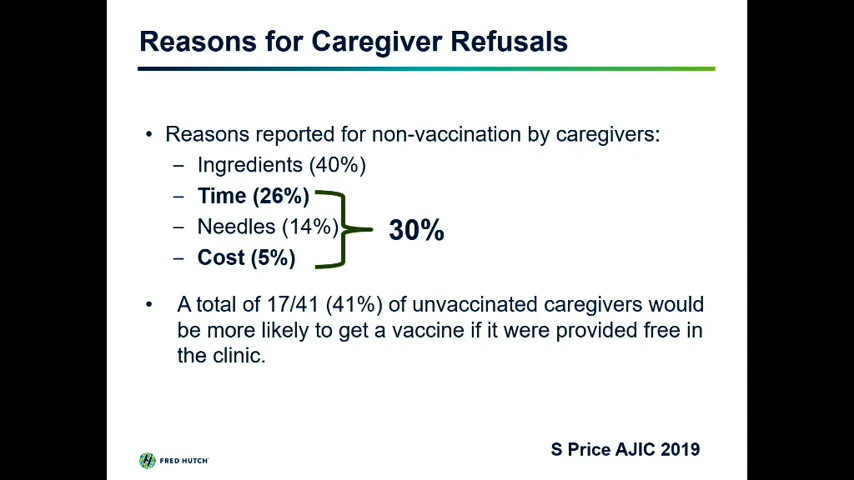 Reasons for Caregiver Refusals
• Reasons reported for non-vaccination by caregivers:
– Ingredients (40%)
– Time (26%)
– Needles (14%)
– Cost (5%)
30%
• A total of 17/41 (41%) of unvaccinated caregivers would
be more likely to get a vaccine if it were provided free in
the clinic.
FRED HUTCH
S Price AJIC 2019